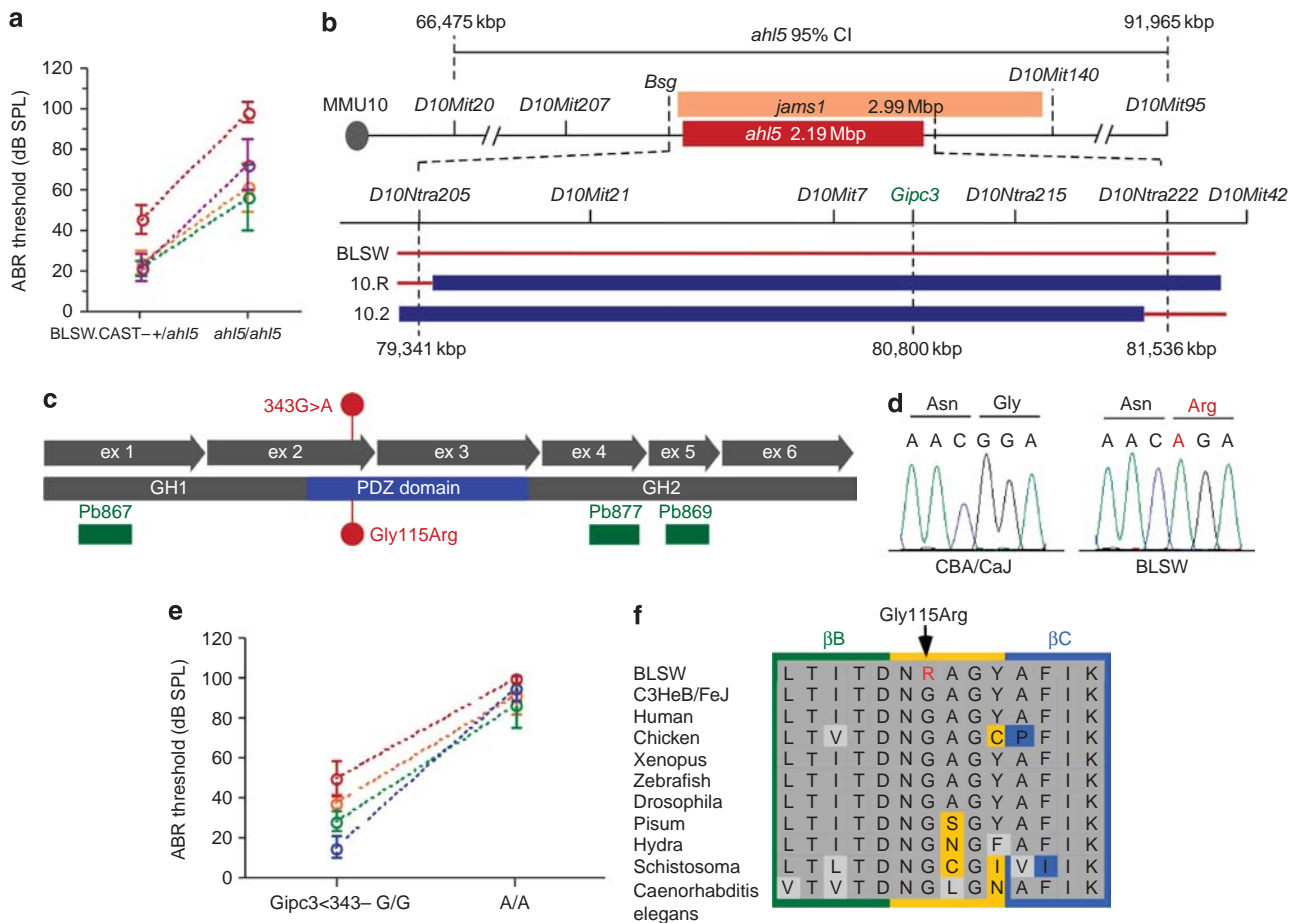 a
120
100
80
60
40
20
0
ABR threshold (dB SPL)
BLSW.CAST–+/ahl5 ahl5/ahl5
b
66,475 kbp 91,965 kbp
ahl5 95% CI
MMU10 D10Mit20 D10Mit207 Bsg D10Mit140 D10Mit95
jams1 2.99 Mbp
ahl5 2.19 Mbp
D10Ntra205 D10Mit21 D10Mit7 Gipc3 D10Ntra215 D10Ntra222 D10Mit42
BLSW
10.R
10.2
79,341 kbp 80,800 kbp 81,536 kbp
c
343G>A
ex 1 ex 2 ex 3 ex 4 ex 5 ex 6
GH1 PDZ domain GH2
Pb867 Pb877 Pb869
Gly115Arg
d
Asn Gly Asn Arg
A A C G G A A A C A G A
CBA/CaJ BLSW
e
120
100
80
60
40
20
0
ABR threshold (dB SPL)
Gipc3<343– G/G A/A
f
Gly115Arg
βB βC
BLSW L T I T D N R A G Y A F I K
C3HeB/FeJ L T I T D N G A G Y A F I K
Human L T I T D N G A G Y A F I K
Chicken L T V T D N G A G C P F I K
Xenopus L T I T D N G A G Y A F I K
Zebrafish L T I T D N G A G Y A F I K
Drosophila L T I T D N G A G Y A F I K
Pisum L T I T D N G S G Y A F I K
Hydra L T I T D N G N G F A F I K
Schistosoma L T L T D N G C G I V I I K
Caenorhabditis V T V T D N G L G N A F I K
elegans